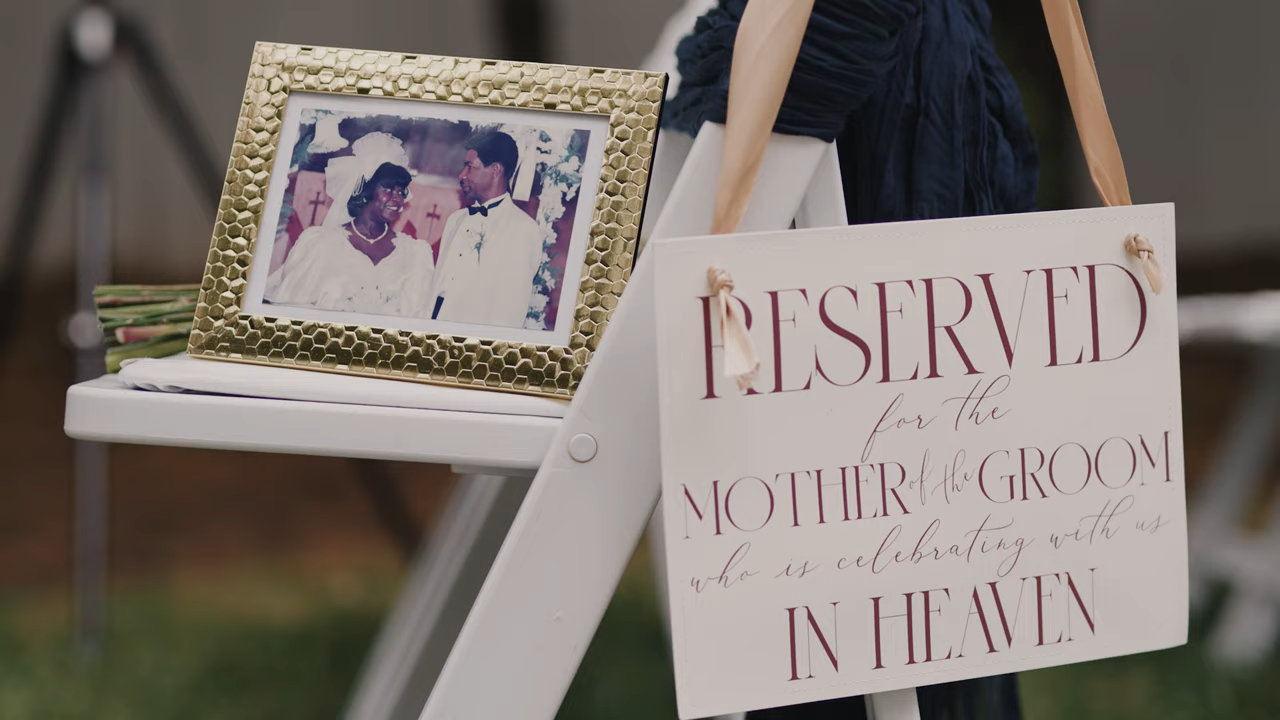 RESERVED
for the
MOTHER of the GROOM
who is celebrating with us
IN HEAVEN